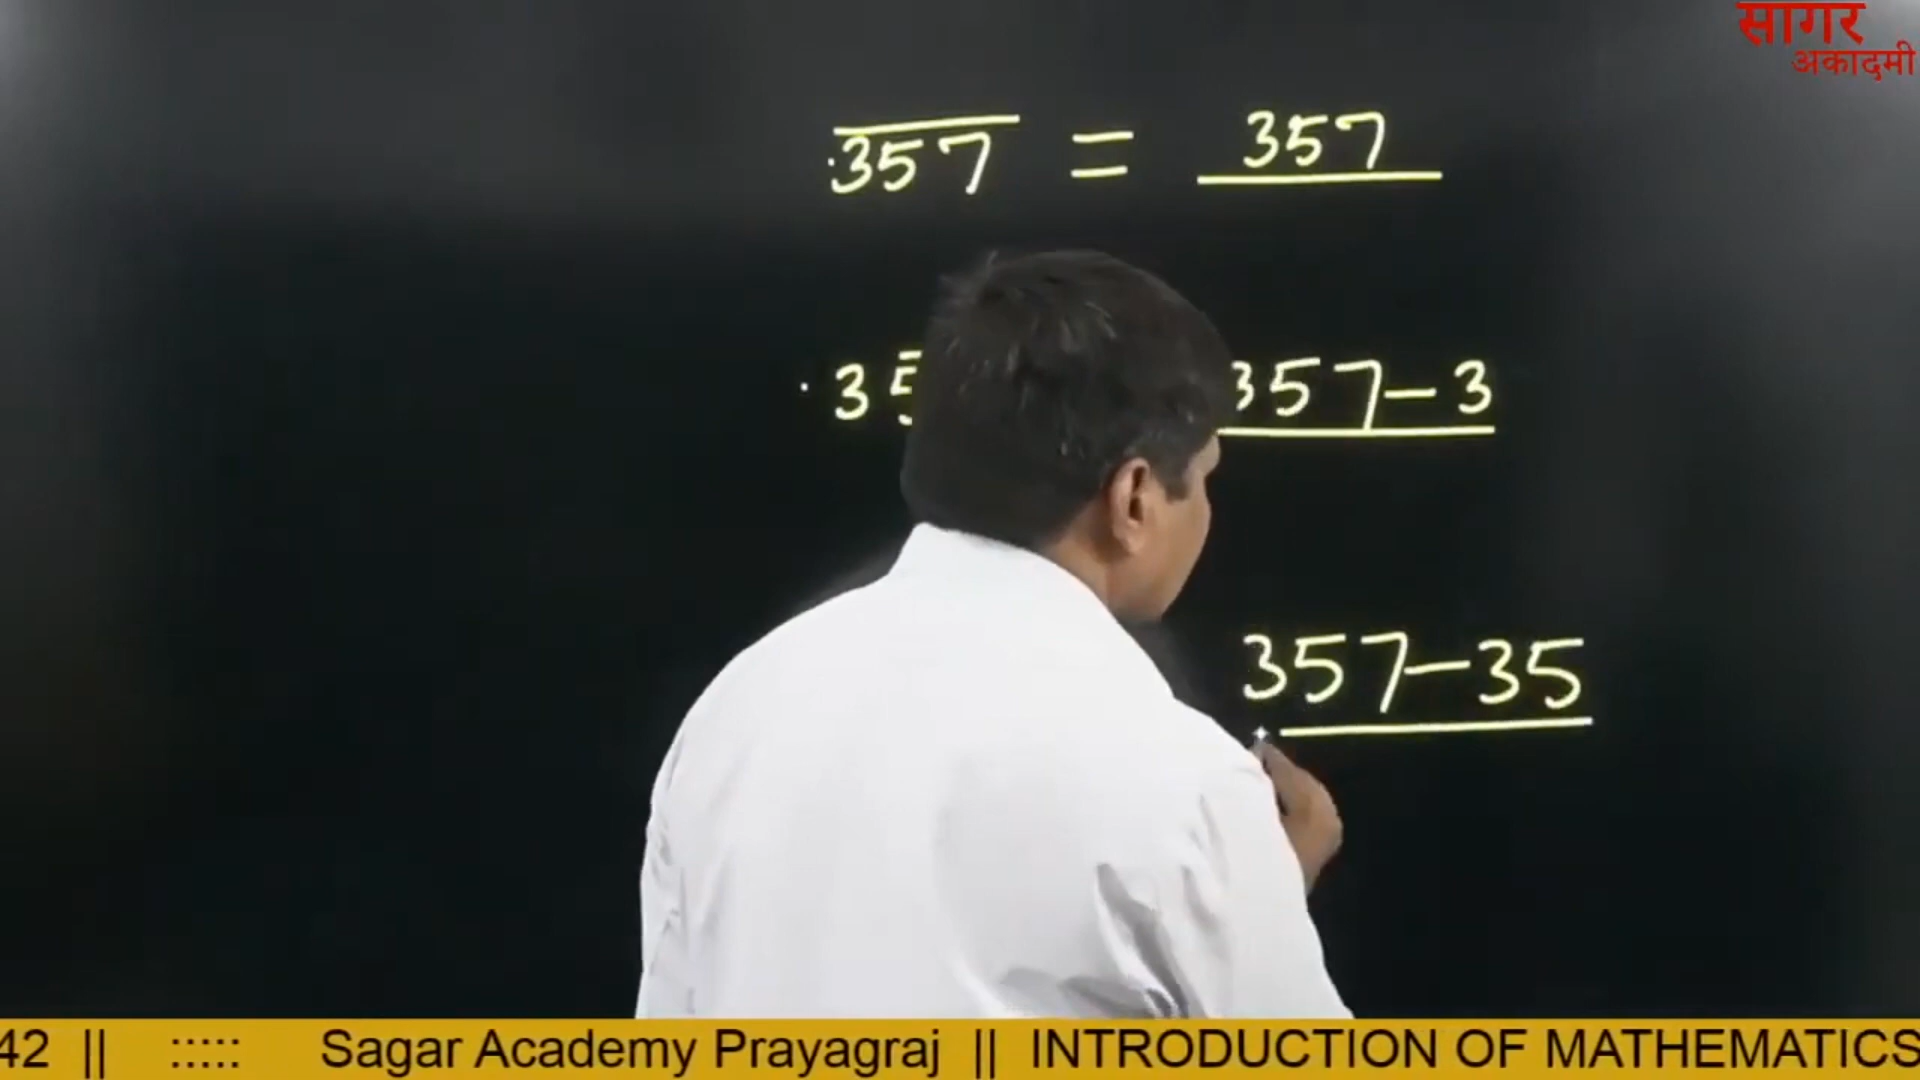 सागर
अकादमी
.357 = 357
.35 357-3
357-35
42 || ::::: Sagar Academy Prayagraj || INTRODUCTION OF MATHEMATICS